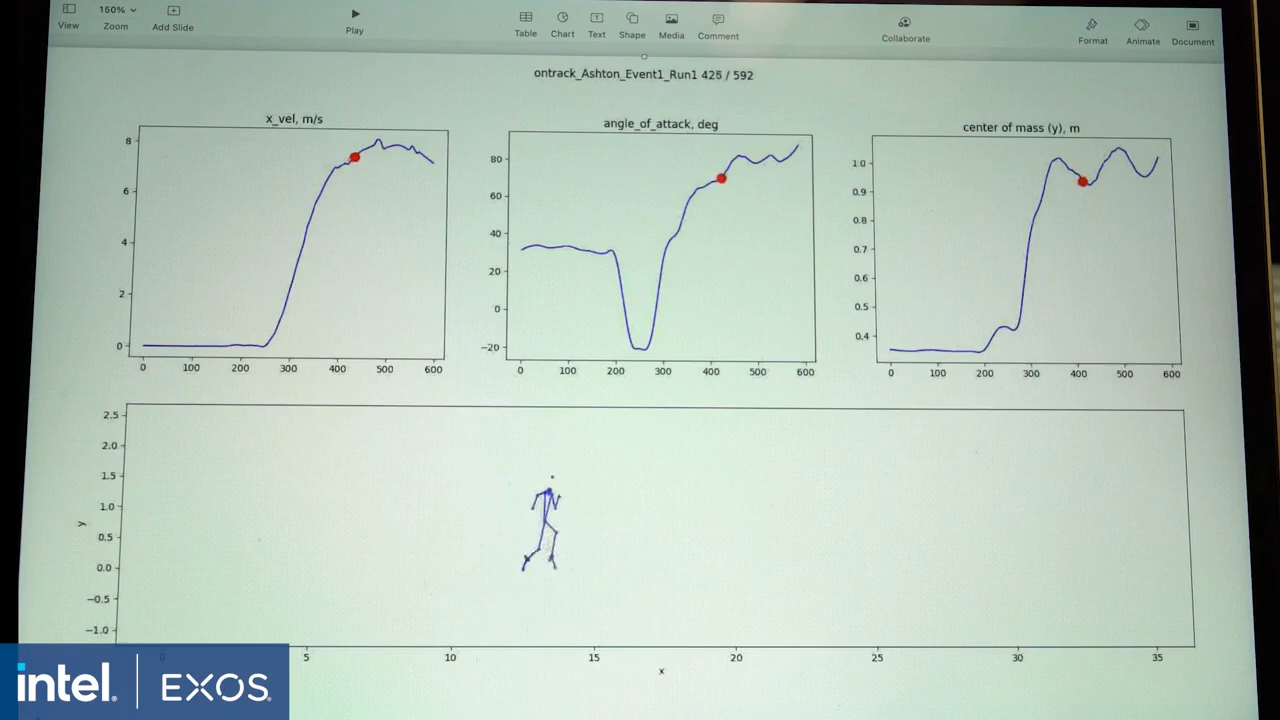 150%
View Zoom Add Slide Play Table Chart Text Shape Media Comment Collaborate Format Animate Document
ontrack_Ashton_Event1_Run1 425 / 592
x_vel, m/s
8
6
4
2
0
0 100 200 300 400 500 600
angle_of_attack, deg
80
60
40
20
0
−20
0 100 200 300 400 500 600
center of mass (y), m
1.0
0.9
0.8
0.7
0.6
0.5
0.4
0 100 200 300 400 500 600
y
2.5
2.0
1.5
1.0
0.5
0.0
−0.5
−1.0
0 5 10 15 20 25 30 35
x
intel. EXOS